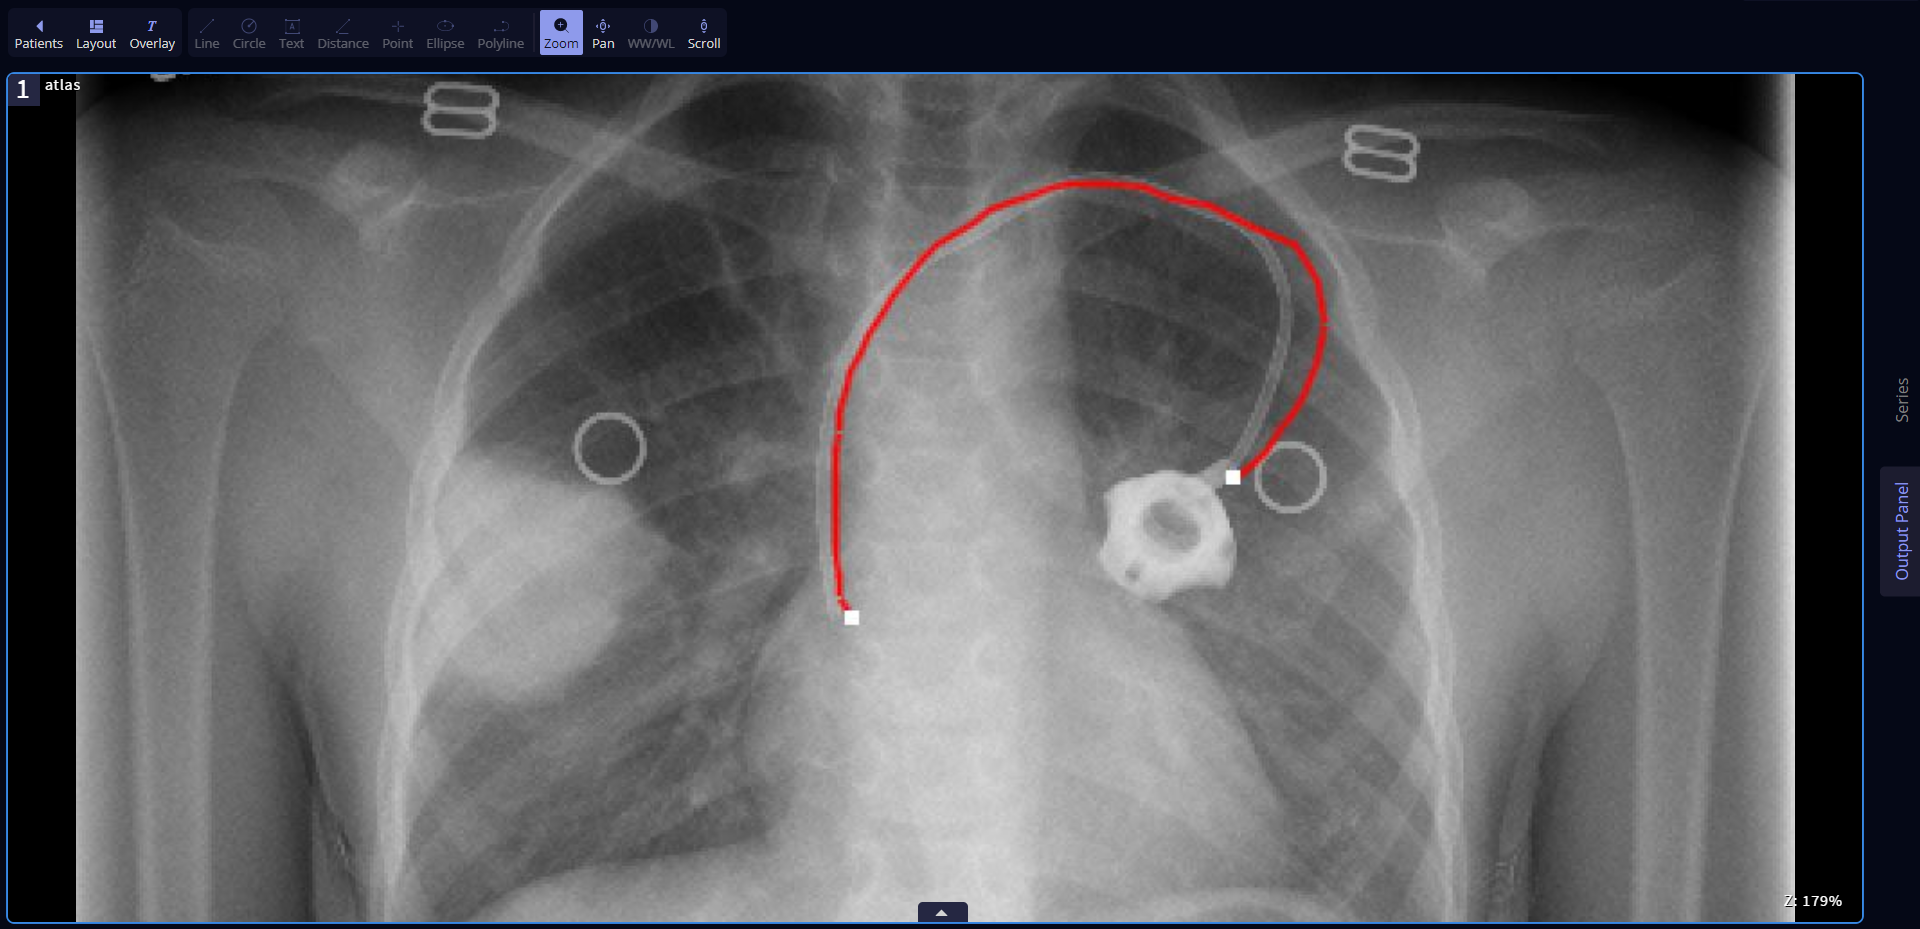 Patients Layout Overlay Line Circle Text Distance Point Ellipse Polyline Zoom Pan WW/WL Scroll
1 atlas
Series
Output Panel
Z: 179%